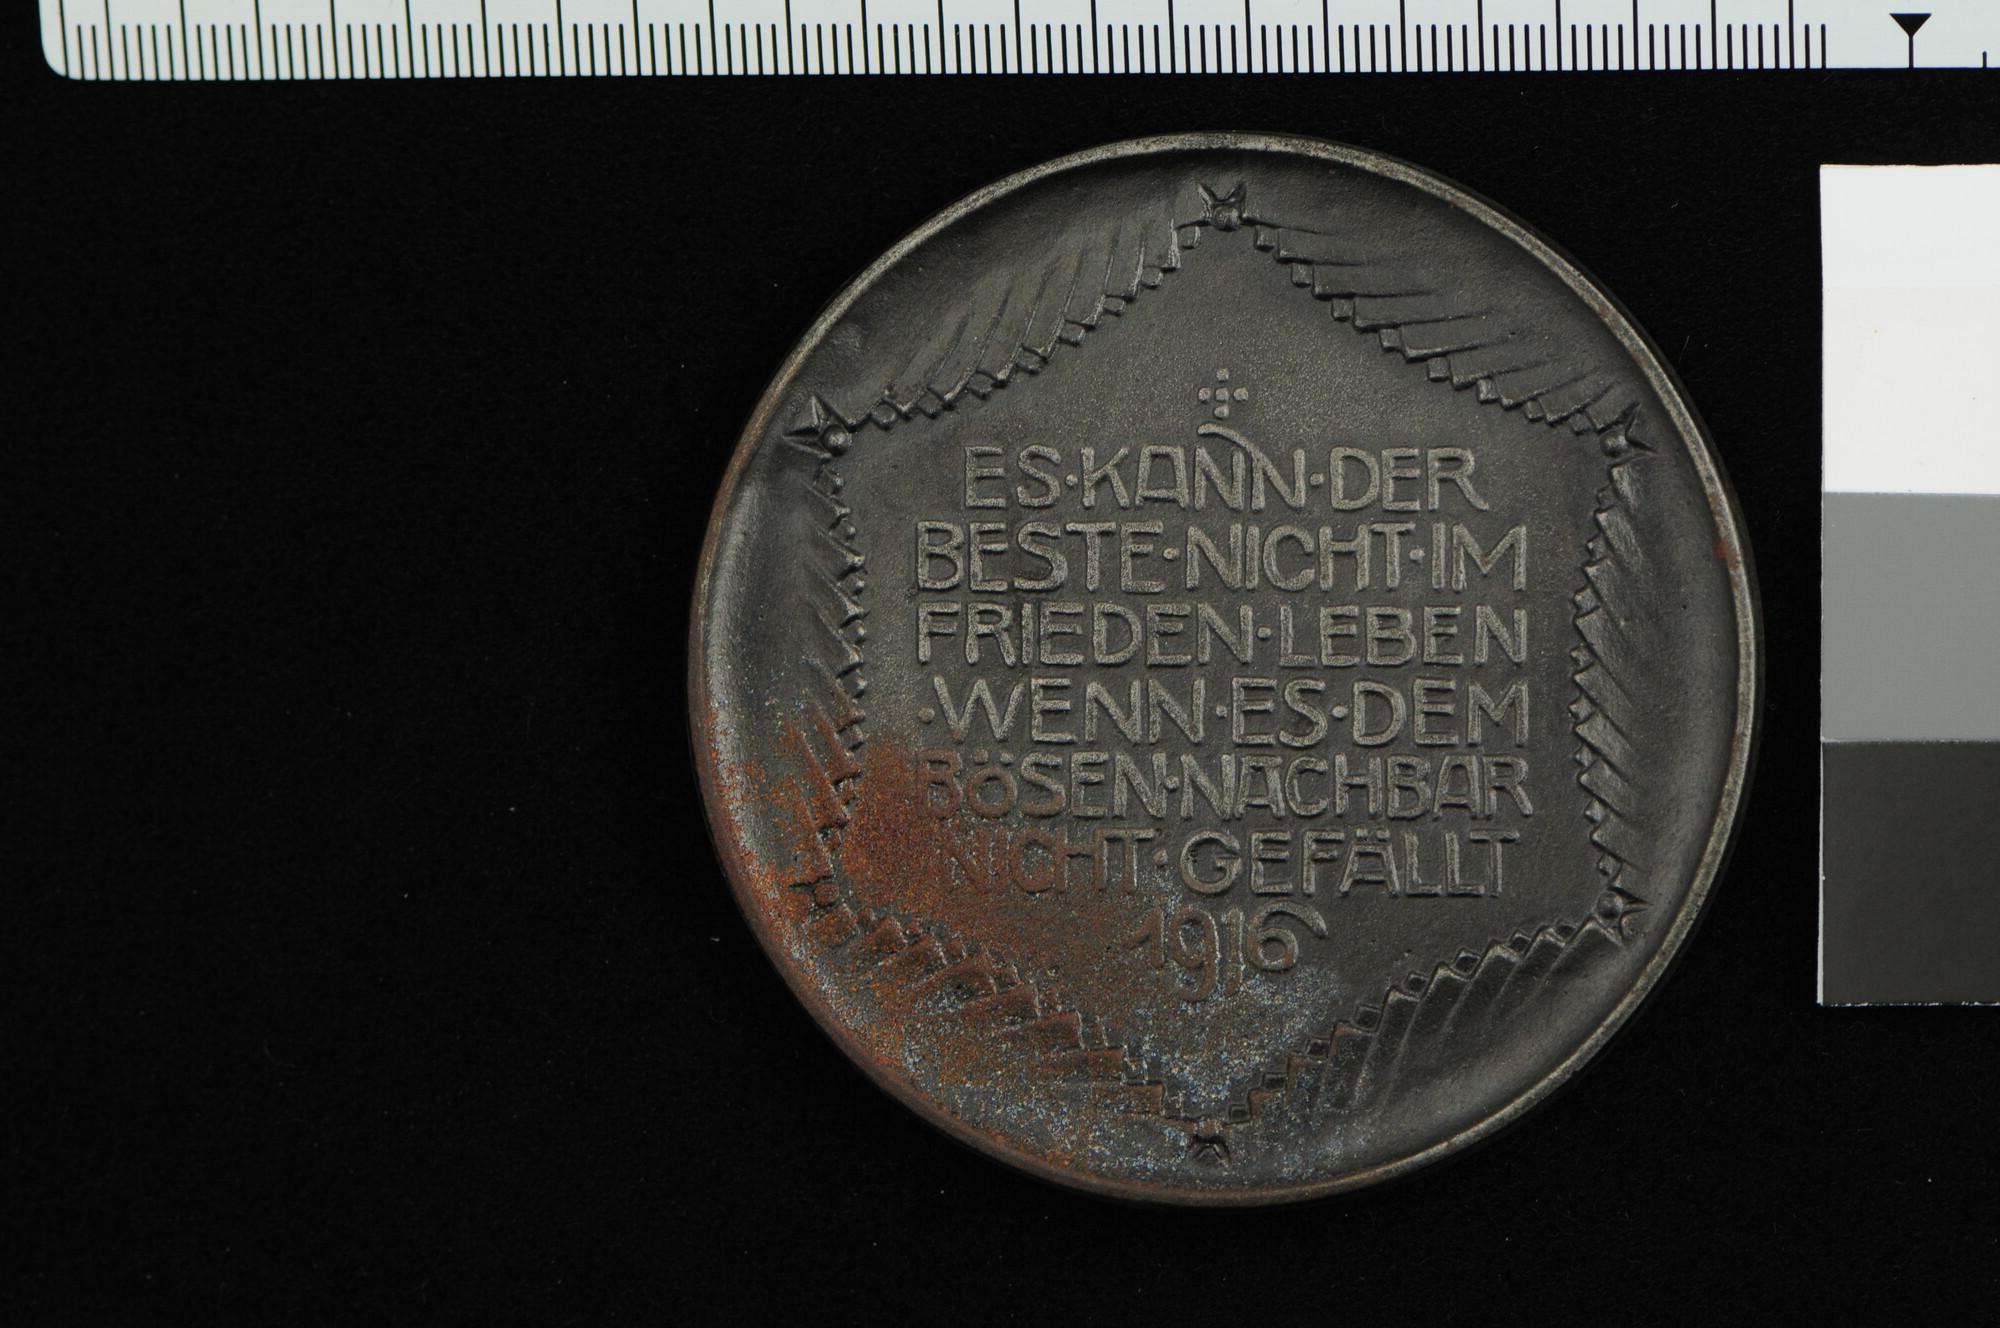 ES·KANN·DER
BESTE·NICHT·IM
FRIEDEN·LEBEN
·WENN·ES·DEM
BÖSEN·NACHBAR
NICHT·GEFÄLLT
1916